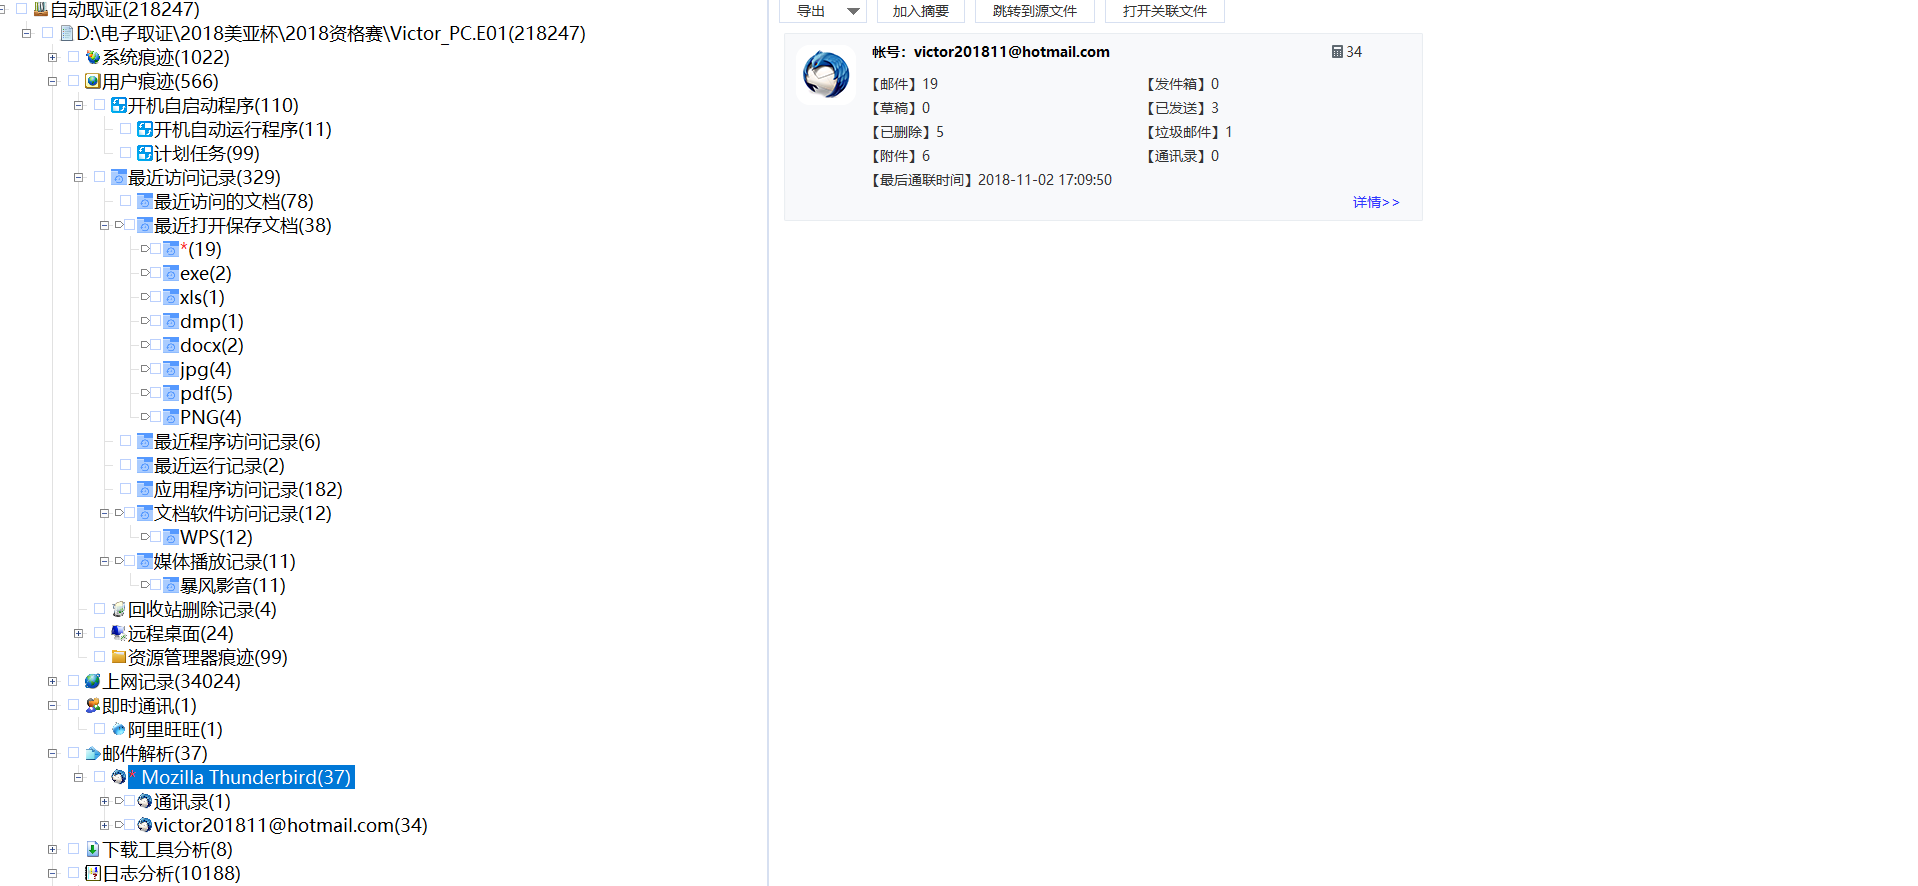 自动取证(218247)
D:\电子取证\2018美亚杯\2018资格赛\Victor_PC.E01(218247)
系统痕迹(1022)
用户痕迹(566)
开机自启动程序(110)
开机自动运行程序(11)
计划任务(99)
最近访问记录(329)
最近访问的文档(78)
最近打开保存文档(38)
*(19)
exe(2)
xls(1)
dmp(1)
docx(2)
jpg(4)
pdf(5)
PNG(4)
最近程序访问记录(6)
最近运行记录(2)
应用程序访问记录(182)
文档软件访问记录(12)
WPS(12)
媒体播放记录(11)
暴风影音(11)
回收站删除记录(4)
远程桌面(24)
资源管理器痕迹(99)
上网记录(34024)
即时通讯(1)
阿里旺旺(1)
邮件解析(37)
* Mozilla Thunderbird(37)
通讯录(1)
victor201811@hotmail.com(34)
下载工具分析(8)
日志分析(10188)
导出 加入摘要 跳转到源文件 打开关联文件
帐号：victor201811@hotmail.com 34
【邮件】19 【发件箱】0
【草稿】0 【已发送】3
【已删除】5 【垃圾邮件】1
【附件】6 【通讯录】0
【最后通联时间】2018-11-02 17:09:50
详情>>